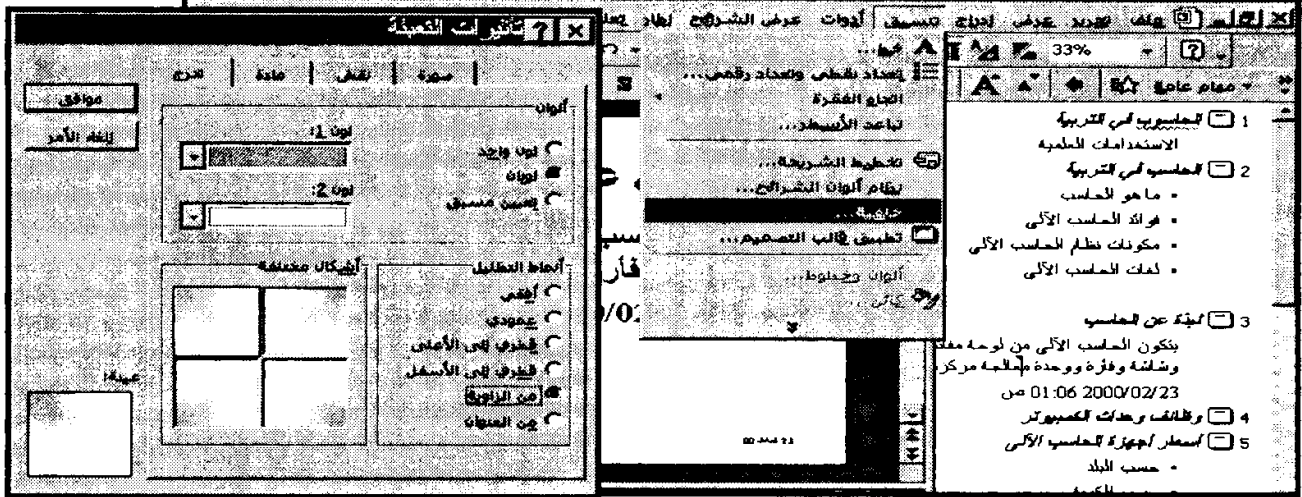 ملف تحرير عرض إدراج تنسيق أدوات عرض الشرائح إطار
33%
مهام عامة
خط...
تعداد نقطي وتعداد رقمي...
اتجاه الفقرة
تباعد الأسطر...
تخطيط الشريحة...
نظام ألوان الشرائح...
خلفية...
تطبيق قالب التصميم...
ألوان وخطوط...
كائن...
1 الحاسوب في التربية
الاستخدامات العلمية
2 الحاسب في التربية
• ما هو الحاسب
• فوائد الحاسب الآلي
• مكونات نظام الحاسب الآلي
• لغات الحاسب الآلي
3 نبذة عن الحاسب
يتكون الحاسب الآلي من لوحة
وشاشة وفأرة ووحدة معالجة
01:06 2000/02/23 ص
4 وظائف وحدات الكمبيوتر
5 أسعار أجهزة الحاسب الآلي
• حسب البلد
تأثيرات التعبئة
تدرج مادة نقش صورة
موافق
إلغاء الأمر
ألوان
لون واحد
لونان
تعيين مسبق
لون 1:
لون 2:
أنماط التظليل
أفقي
عمودي
قطري إلى الأعلى
قطري إلى الأسفل
من الزاوية
من العنوان
أشكال مختلفة
عينة: